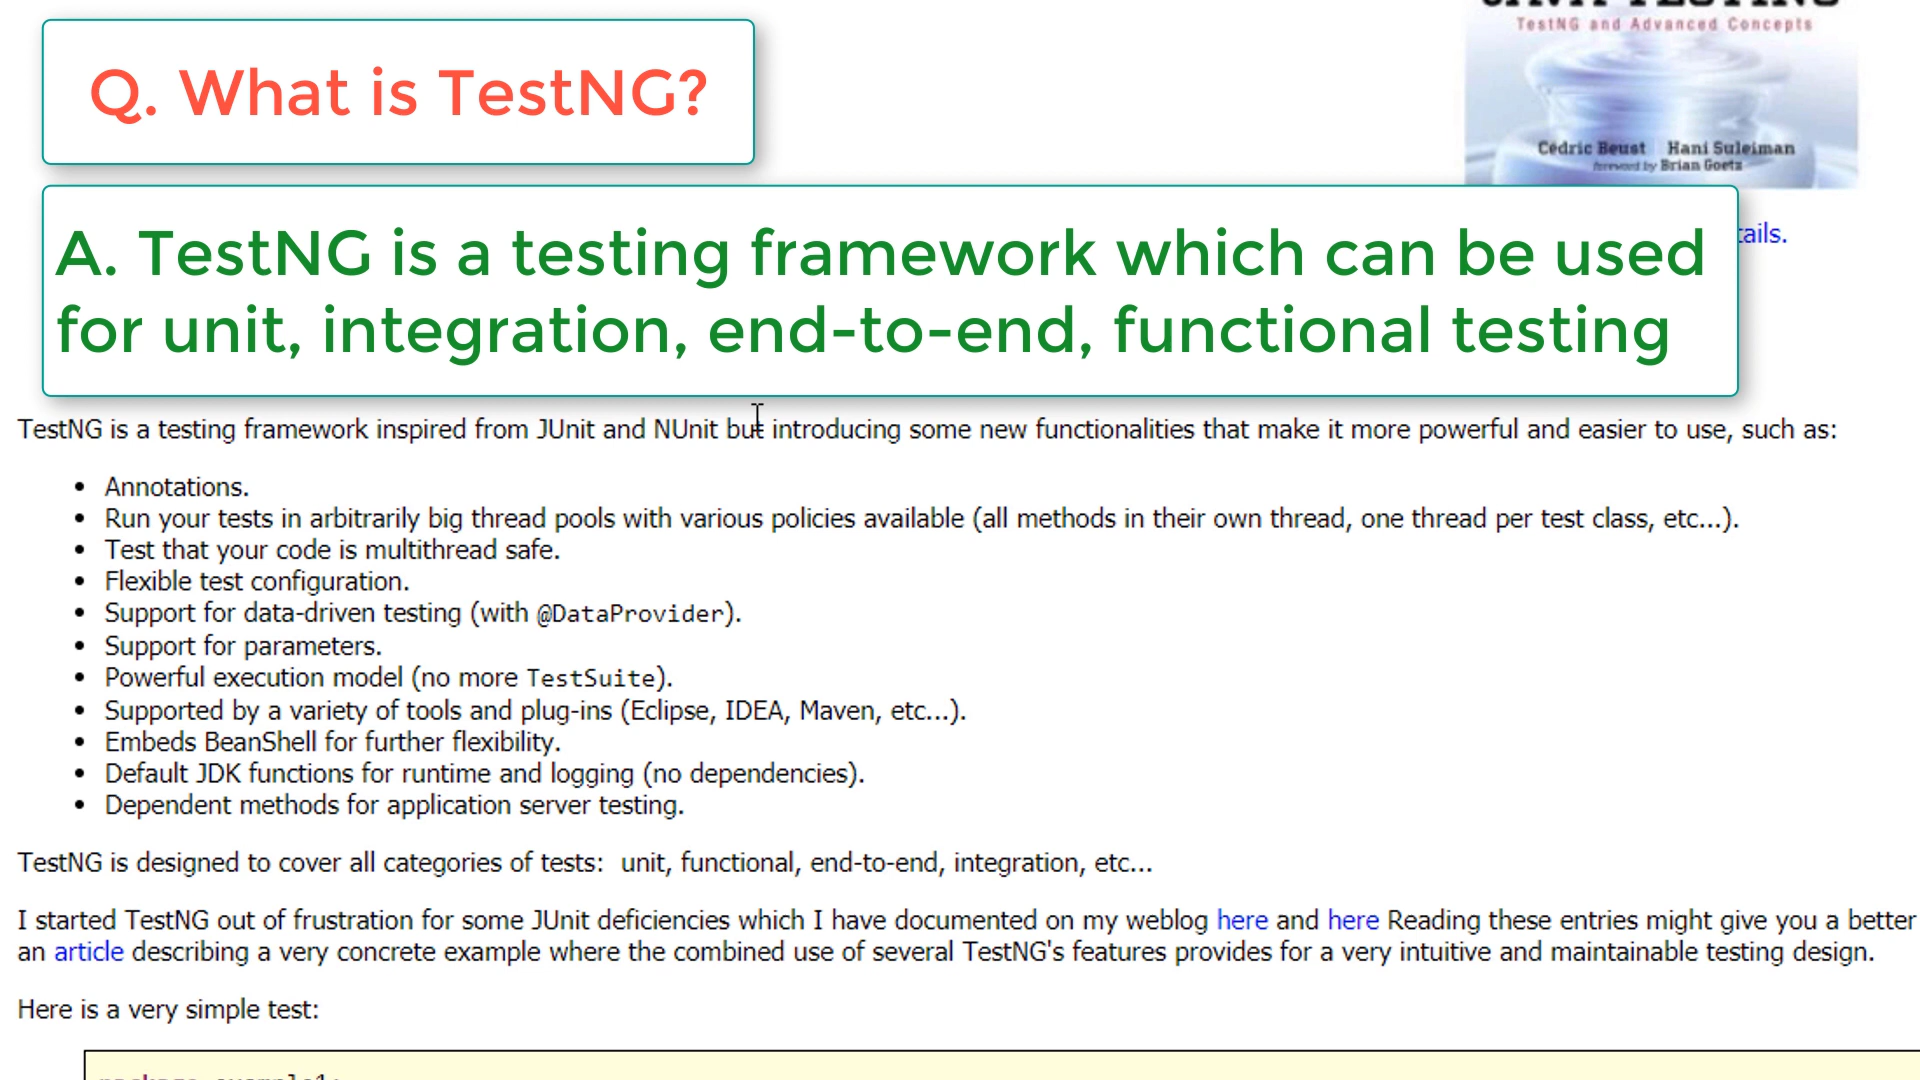 TestNG and Advanced Concepts
Q. What is TestNG?
Cédric Beust Hani Suleiman
foreword by Brian Goetz
A. TestNG is a testing framework which can be used
for unit, integration, end-to-end, functional testing
TestNG is a testing framework inspired from JUnit and NUnit but introducing some new functionalities that make it more powerful and easier to use, such as:
• Annotations.
• Run your tests in arbitrarily big thread pools with various policies available (all methods in their own thread, one thread per test class, etc...).
• Test that your code is multithread safe.
• Flexible test configuration.
• Support for data-driven testing (with @DataProvider).
• Support for parameters.
• Powerful execution model (no more TestSuite).
• Supported by a variety of tools and plug-ins (Eclipse, IDEA, Maven, etc...).
• Embeds BeanShell for further flexibility.
• Default JDK functions for runtime and logging (no dependencies).
• Dependent methods for application server testing.
TestNG is designed to cover all categories of tests:  unit, functional, end-to-end, integration, etc...
I started TestNG out of frustration for some JUnit deficiencies which I have documented on my weblog here and here Reading these entries might give you a better
an article describing a very concrete example where the combined use of several TestNG's features provides for a very intuitive and maintainable testing design.
Here is a very simple test: